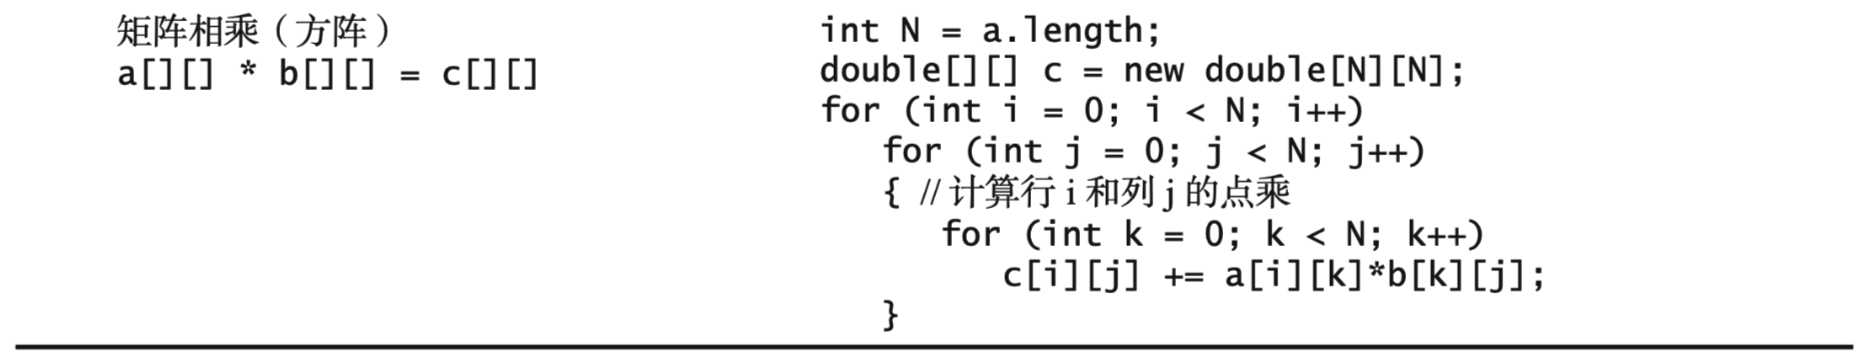 矩阵相乘（方阵）
a[][] * b[][] = c[][]
int N = a.length;
double[][] c = new double[N][N];
for (int i = 0; i < N; i++)
for (int j = 0; j < N; j++)
{ // 计算行 i 和列 j 的点乘
for (int k = 0; k < N; k++)
c[i][j] += a[i][k]*b[k][j];
}